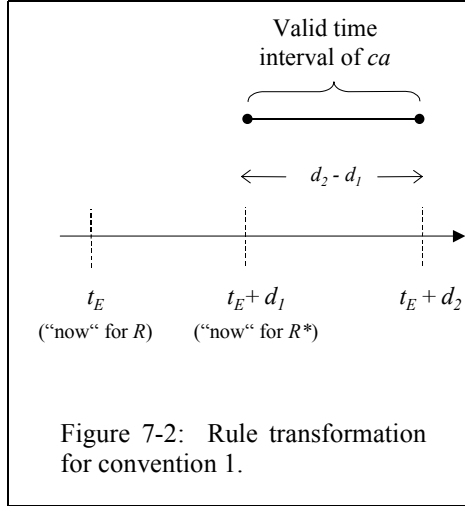 Valid time
interval of ca
d2 - d1
tE tE + d1 tE + d2
(“now“ for R) (“now“ for R*)
Figure 7-2: Rule transformation
for convention 1.